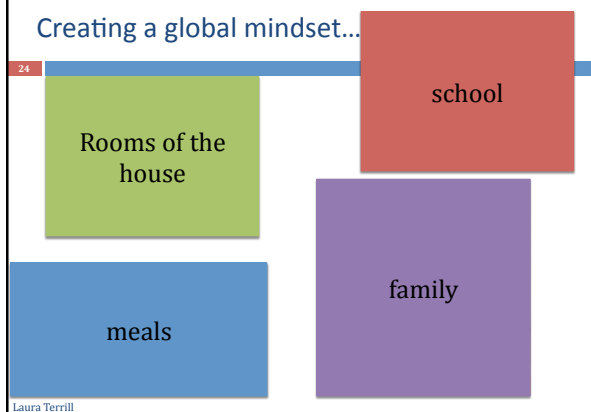 Creating a global mindset...
24
school
Rooms of the
house
family
meals
Laura Terrill